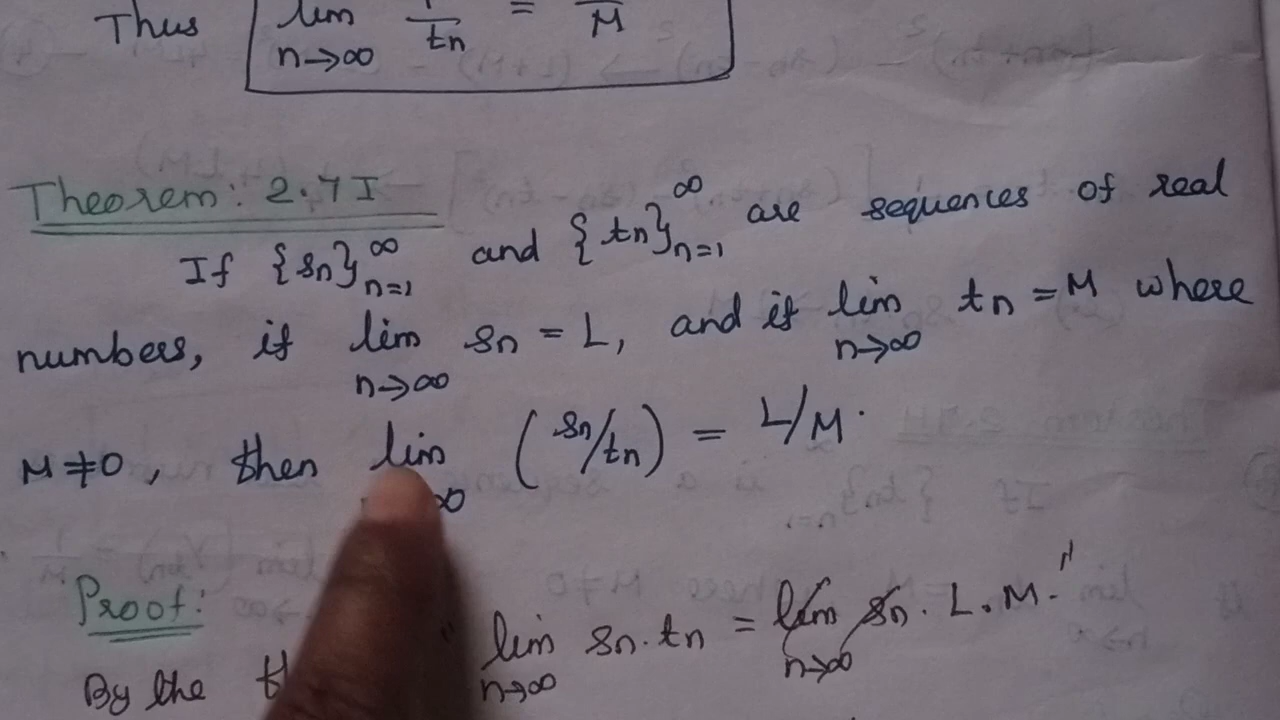 Thus lim n→∞ 1/tn = 1/M
Theorem: 2.7 I
If {sn}∞n=1 and {tn}∞n=1 are sequences of real
numbers, if lim n→∞ sn = L, and if lim n→∞ tn = M where
M≠0, then lim ∞ (sn/tn) = L/M.
Proof:
By the "lim n→∞ sn.tn = lim n→∞ sn. L.M."